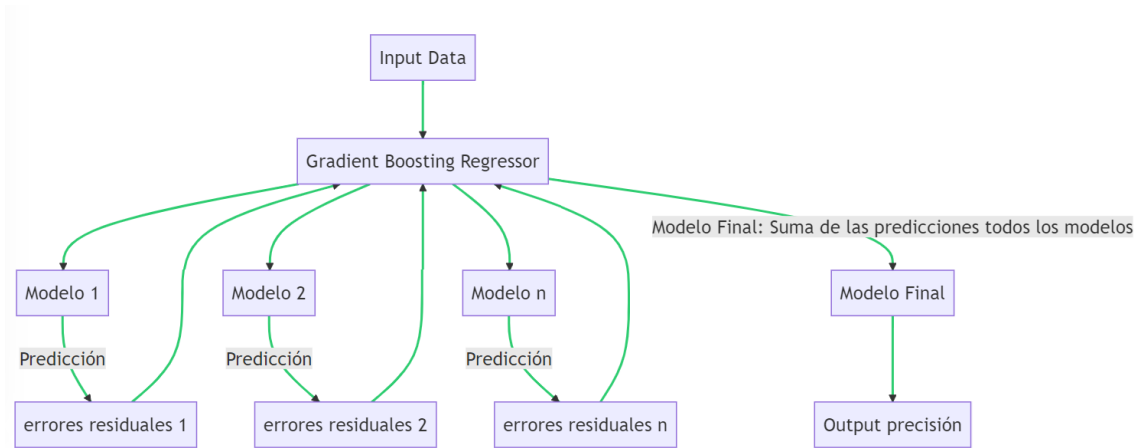 Input Data
Gradient Boosting Regressor
Modelo Final: Suma de las predicciones todos los modelos
Modelo 1
Modelo 2
Modelo n
Modelo Final
Predicción
Predicción
Predicción
errores residuales 1
errores residuales 2
errores residuales n
Output precisión